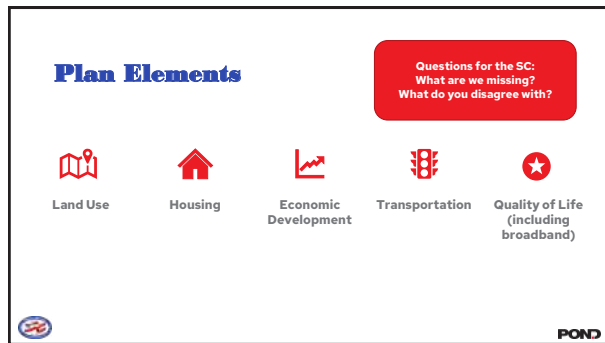 Plan Elements
Questions for the SC:
What are we missing?
What do you disagree with?
Land Use
Housing
Economic
Development
Transportation
Quality of Life
(including
broadband)
POND